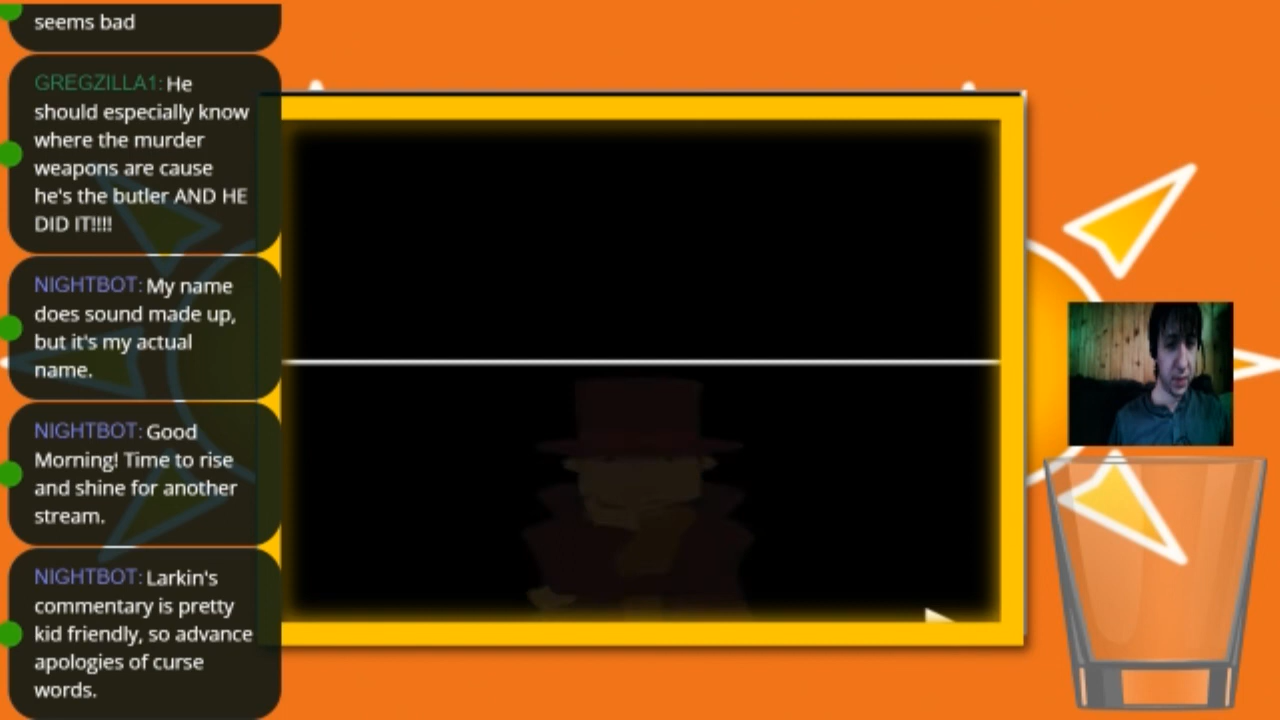 seems bad
GREGZILLA1: He
should especially know
where the murder
weapons are cause
he's the butler AND HE
DID IT!!!!
NIGHTBOT: My name
does sound made up,
but it's my actual
name.
NIGHTBOT: Good
Morning! Time to rise
and shine for another
stream.
NIGHTBOT: Larkin's
commentary is pretty
kid friendly, so advance
apologies of curse
words.